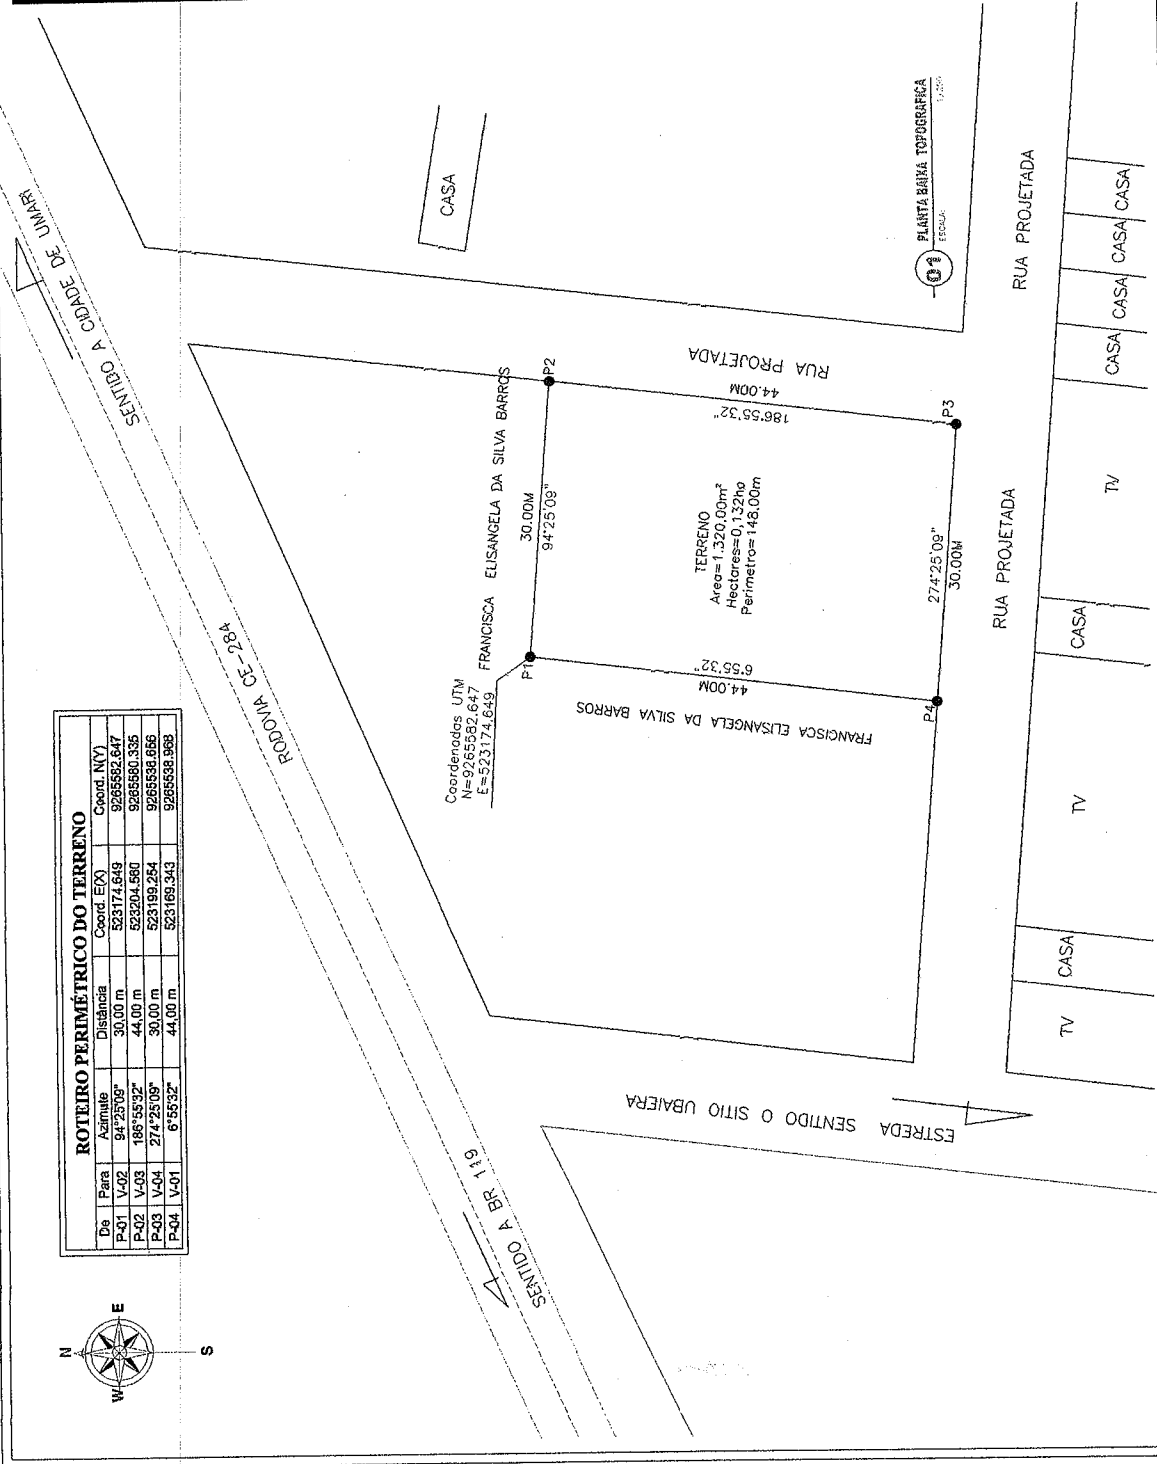 ROTEIRO PERIMÉTRICO DO TERRENO
De Para Azimute Distância Coord. E(X) Coord. N(Y)
P-01 V-02 94°25'09" 30,00 m 523174.649 9265582.647
P-02 V-03 186°55'32" 44,00 m 523204.560 9265580.335
P-03 V-04 274°25'09" 30,00 m 523199.254 9265536.656
P-04 V-01 6°55'32" 44,00 m 523169.343 9265538.968
N
W E
S
SENTIDO A CIDADE DE UMARI
RODOVIA CE-284
SENTIDO A BR 119
Coordenadas UTM
N=9265582.647
E=523174.649
FRANCISCA ELISANGELA DA SILVA BARROS
P1
P2
30.00M
94°25'09"
CASA
RUA PROJETADA
44.00M
186°55'32"
TERRENO
Area=1.320,00m²
Hectares=0,132ha
Perimetro=148.00m
6°55'32"
44.00M
FRANCISCA ELISANGELA DA SILVA BARROS
P4
274°25'09"
30.00M
P3
ESTREDA SENTIDO O SITIO UBAIERA
RUA PROJETADA
RUA PROJETADA
01
PLANTA BAIXA TOPOGRAFICA
ESCALA:
TV
CASA
TV
CASA
TV
CASA
CASA
CASA
CASA